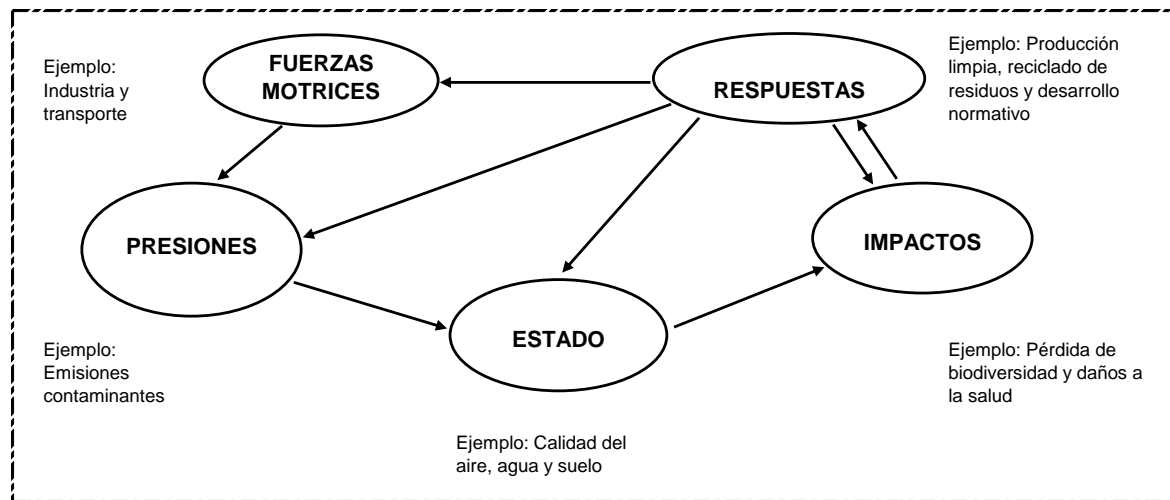 Ejemplo:
Industria y
transporte
FUERZAS
MOTRICES
RESPUESTAS
Ejemplo: Producción
limpia, reciclado de
residuos y desarrollo
normativo
PRESIONES
IMPACTOS
ESTADO
Ejemplo:
Emisiones
contaminantes
Ejemplo: Pérdida de
biodiversidad y daños a
la salud
Ejemplo: Calidad del
aire, agua y suelo